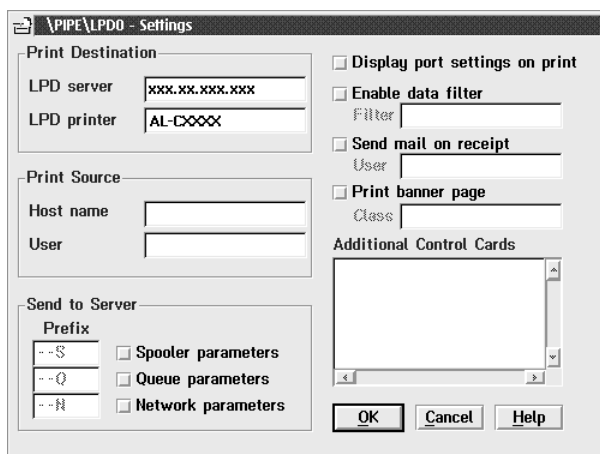 \PIPE\LPD0 - Settings
Print Destination
LPD server xxx.xx.xxx.xxx
LPD printer AL-CXXXX
Print Source
Host name
User
Send to Server
Prefix
--S Spooler parameters
--Q Queue parameters
--N Network parameters
Display port settings on print
Enable data filter
Filter
Send mail on receipt
User
Print banner page
Class
Additional Control Cards
OK Cancel Help